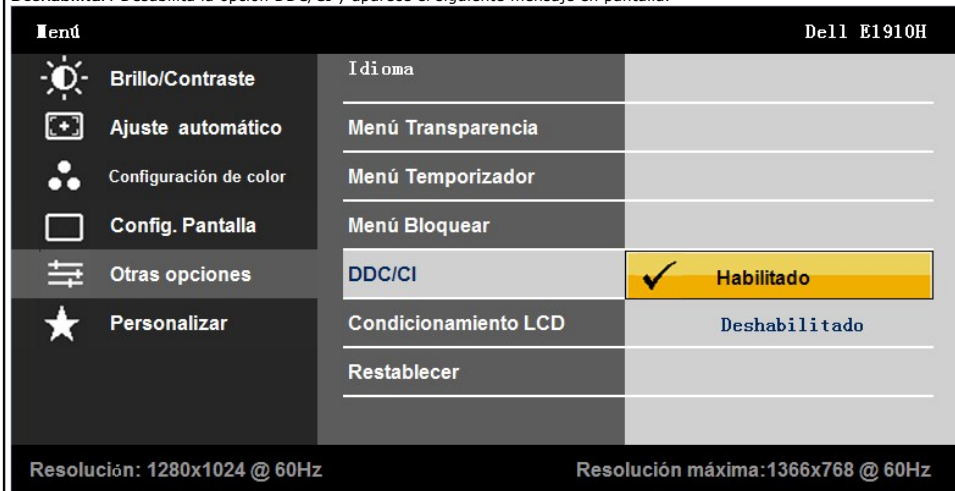 Deshabilita: Desabilita la opción DDC/CI y aparece el siguiente mensaje en pantalla.
Menú Dell E1910H
Brillo/Contraste
Ajuste automático
Configuración de color
Config. Pantalla
Otras opciones
Personalizar
Idioma
Menú Transparencia
Menú Temporizador
Menú Bloquear
DDC/CI
Condicionamiento LCD
Restablecer
Habilitado
Deshabilitado
Resolución: 1280x1024 @ 60Hz Resolución máxima:1366x768 @ 60Hz